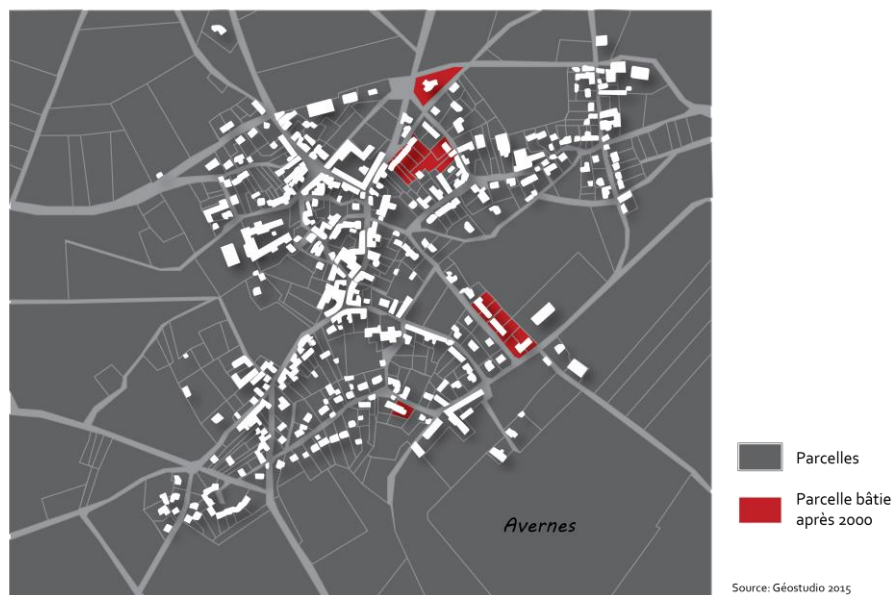 Avernes
Parcelles
Parcelle bâtie
après 2000
Source: Géostudio 2015